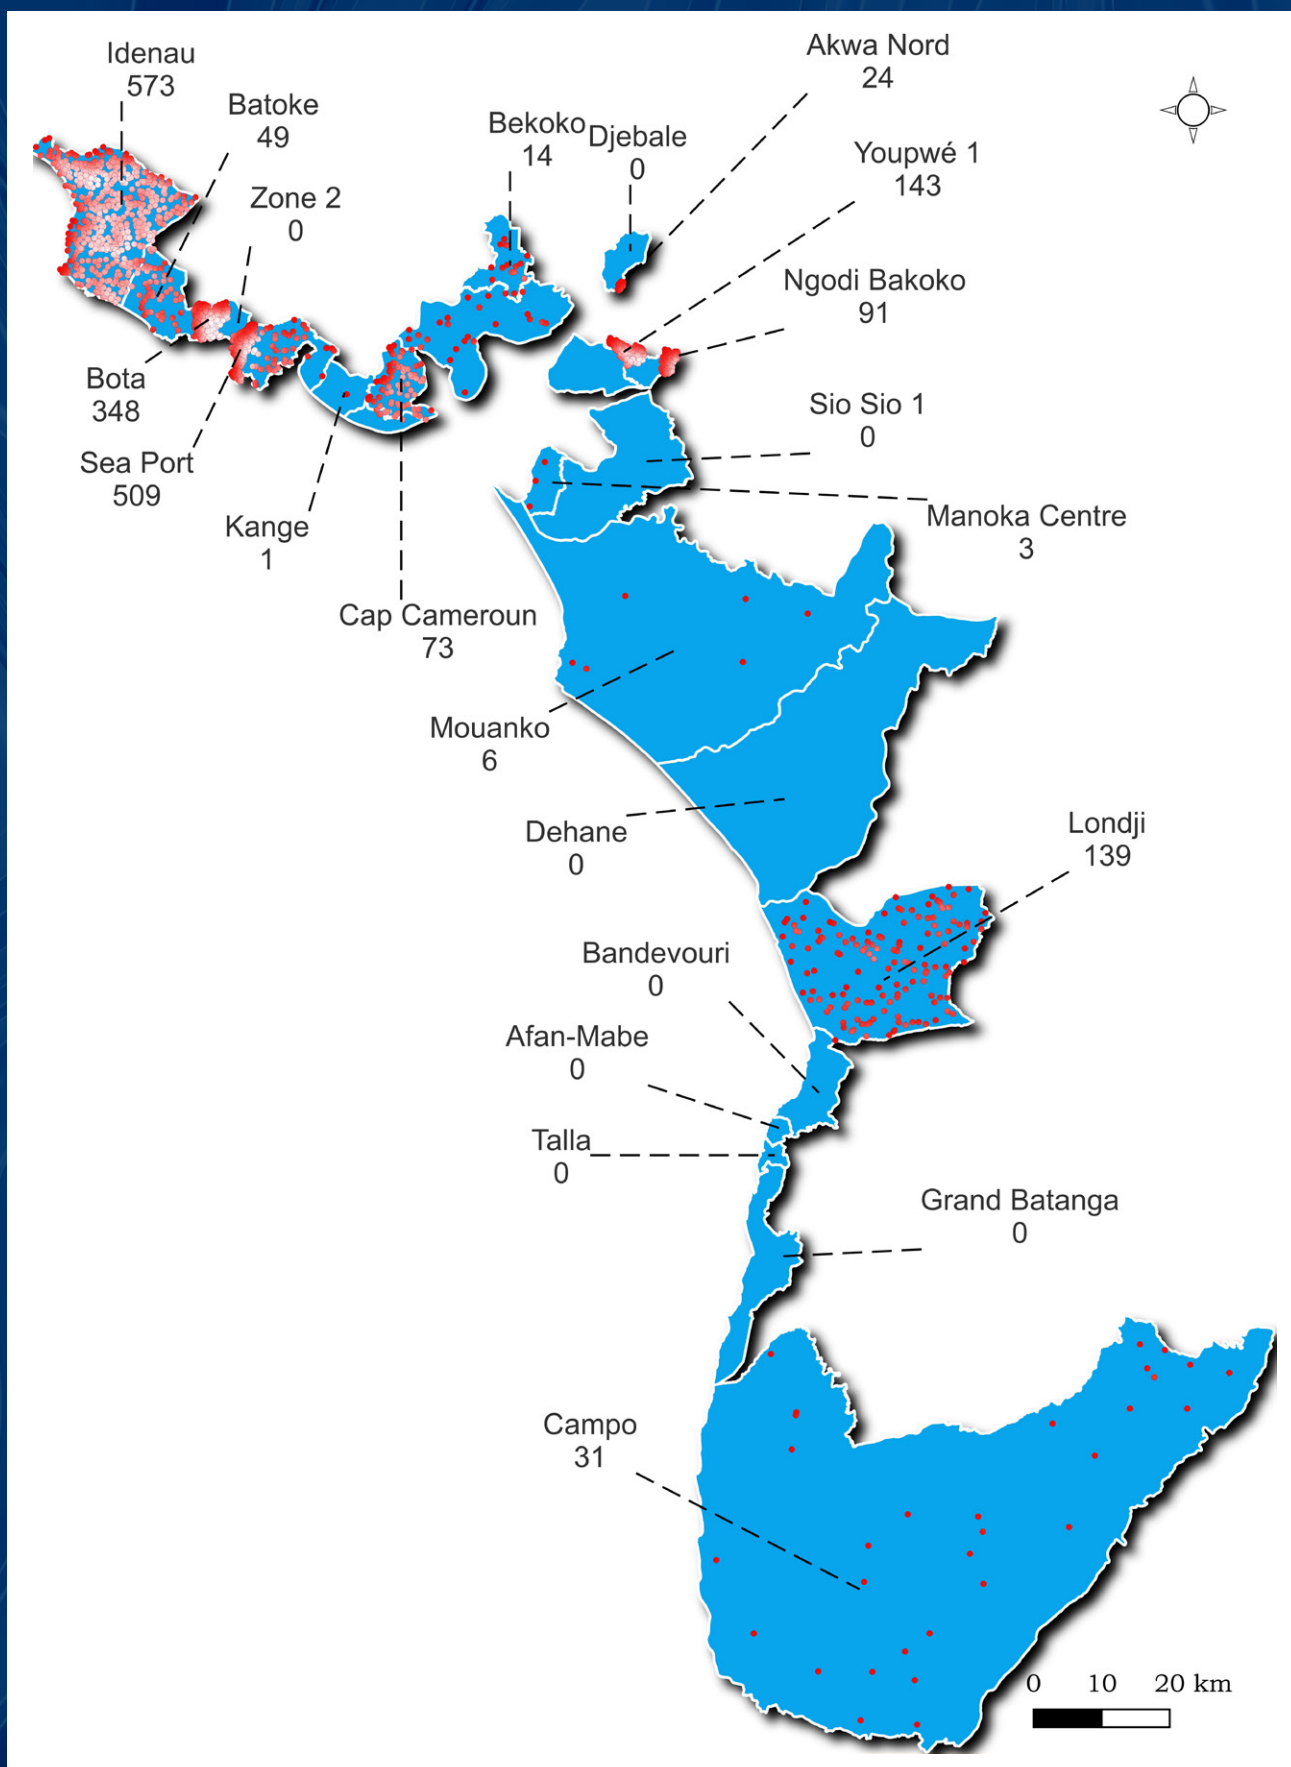 Idenau
573
Batoke
49
Zone 2
0
Bekoko
14
Djebale
0
Akwa Nord
24
Youpwé 1
143
Ngodi Bakoko
91
Bota
348
Sea Port
509
Kange
1
Cap Cameroun
73
Sio Sio 1
0
Manoka Centre
3
Mouanko
6
Dehane
0
Londji
139
Bandevouri
0
Afan-Mabe
0
Talla
0
Grand Batanga
0
Campo
31
0 10 20 km